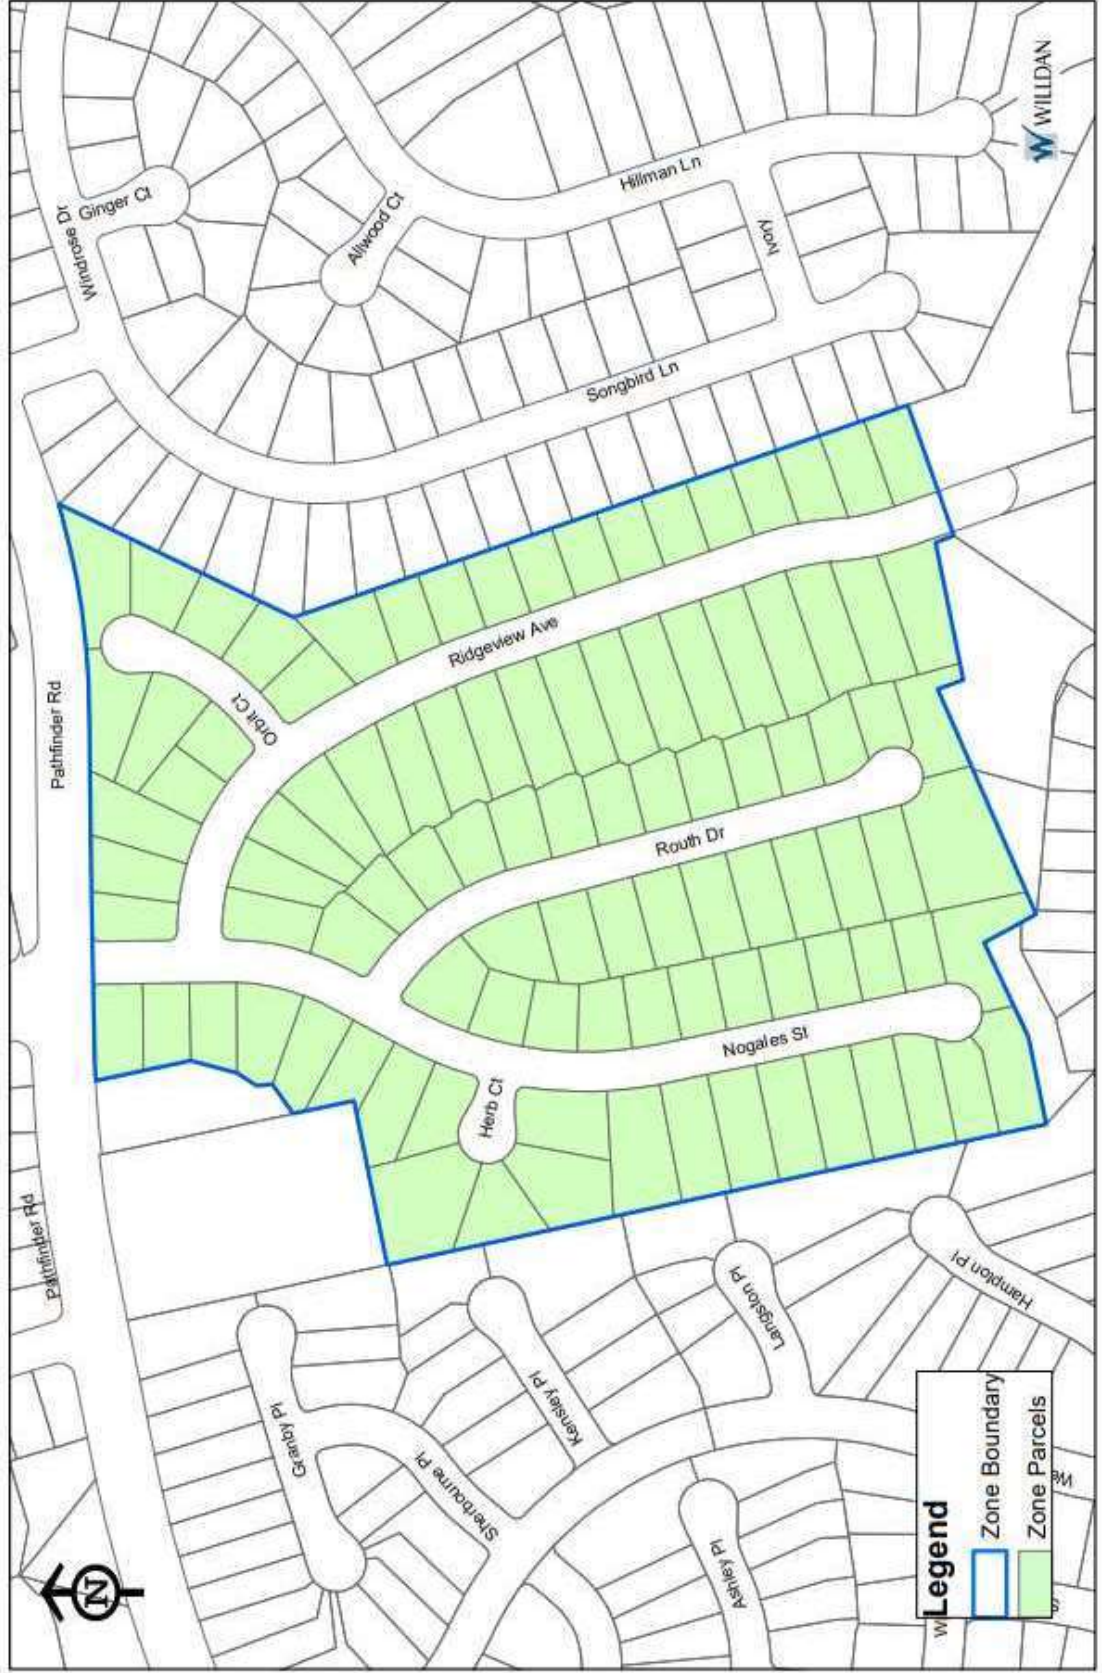 Windrose Dr
Ginger Ct
Allwood Ct
Hillman Ln
Ivory
Songbird Ln
WILLDAN
Pathfinder Rd
Orbit Ct
Ridgeview Ave
Routh Dr
Nogales St
Herb Ct
Pathfinder Rd
Granby Pl
Sherbourne Pl
Kensley Pl
Langston Pl
Hampton Pl
Ashley Pl
N
Legend
Zone Boundary
Zone Parcels
We
W
S